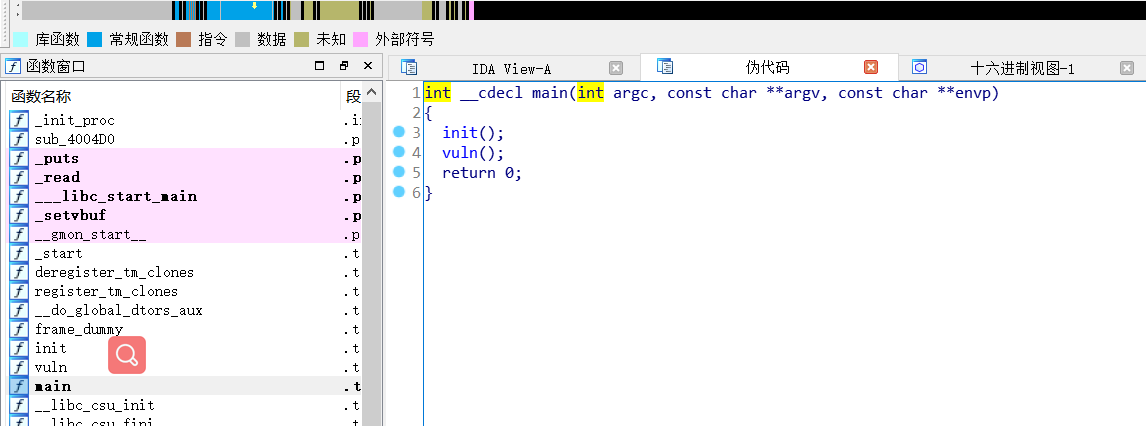 库函数 常规函数 指令 数据 未知 外部符号
函数窗口
函数名称 段
_init_proc .i
sub_4004D0 .p
_puts .p
_read .p
___libc_start_main .p
_setvbuf .p
__gmon_start__ .p
_start .t
deregister_tm_clones .t
register_tm_clones .t
__do_global_dtors_aux .t
frame_dummy .t
init .t
vuln .t
main .t
__libc_csu_init .t
__libc_csu_fini .t
IDA View-A 伪代码 十六进制视图-1
1 int __cdecl main(int argc, const char **argv, const char **envp)
2 {
3 init();
4 vuln();
5 return 0;
6 }